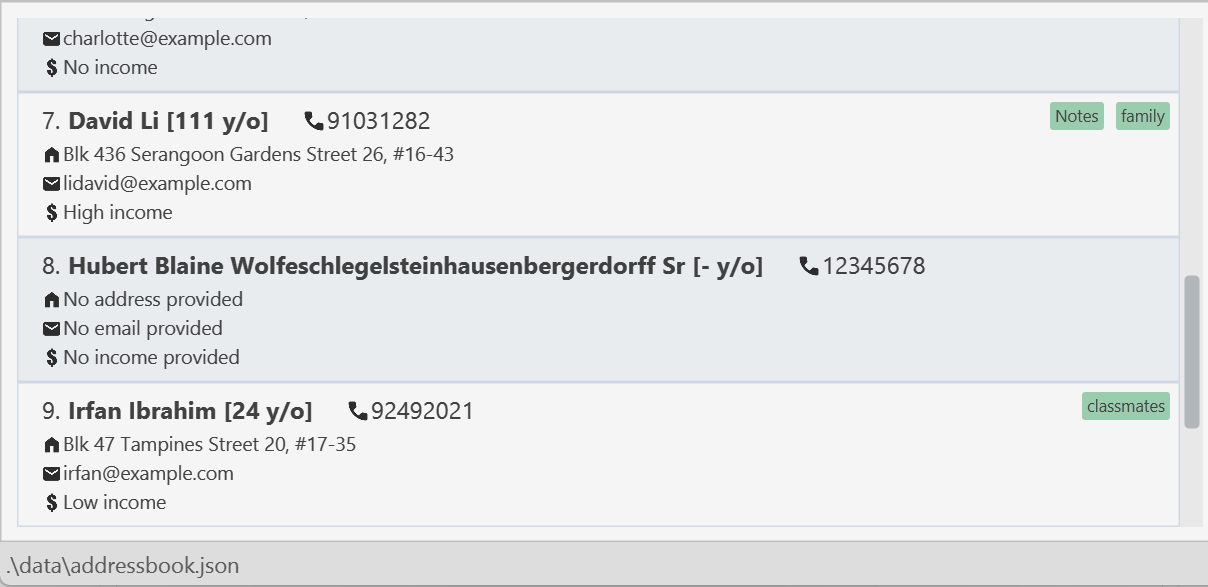 charlotte@example.com
No income
7. David Li [111 y/o] 91031282 Notes family
Blk 436 Serangoon Gardens Street 26, #16-43
lidavid@example.com
$ High income
8. Hubert Blaine Wolfeschlegelsteinhausenbergerdorff Sr [- y/o] 12345678
No address provided
No email provided
$ No income provided
9. Irfan Ibrahim [24 y/o] 92492021 classmates
Blk 47 Tampines Street 20, #17-35
irfan@example.com
$ Low income
.\data\addressbook.json